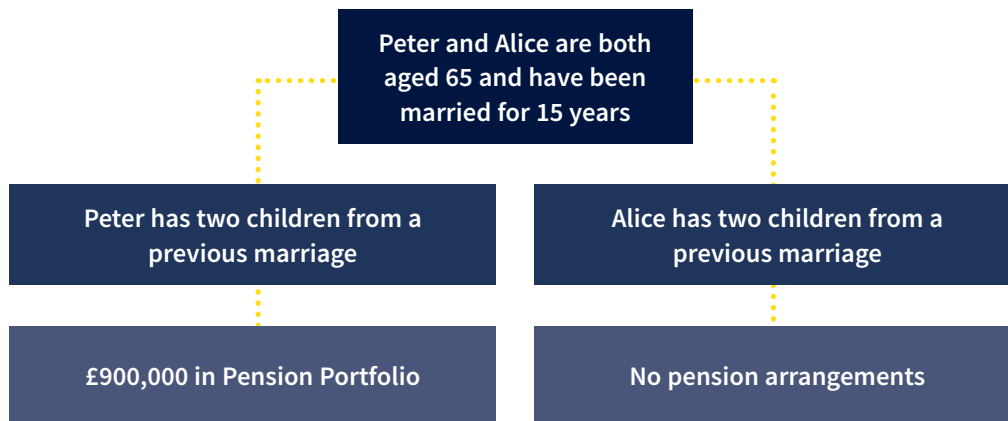 Peter and Alice are both
aged 65 and have been
married for 15 years
Peter has two children from a
previous marriage
Alice has two children from a
previous marriage
£900,000 in Pension Portfolio
No pension arrangements